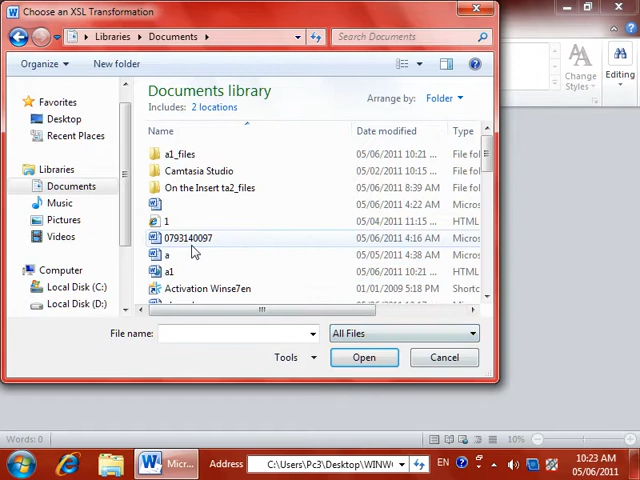 Choose an XSL Transformation
Libraries Documents Search Documents
Organize New folder
Documents library
Includes: 2 locations
Arrange by: Folder
Name Date modified Type
Favorites
Desktop
Recent Places
Libraries
Documents
Music
Pictures
Videos
Computer
Local Disk (C:)
Local Disk (D:)
a1_files 05/06/2011 10:21 ... File fo
Camtasia Studio 05/02/2011 10:15 ... File fol
On the Insert ta2_files 05/06/2011 8:39 AM File fol
05/06/2011 4:22 AM Micros
1 05/04/2011 11:15 ... HTML
0793140097 05/06/2011 4:16 AM Micros
a 05/05/2011 4:38 AM Micros
a1 05/06/2011 10:21 ... HTML
Activation Winse7en 01/01/2009 5:18 PM Shortc
File name: All Files
Tools Open Cancel
Change
Styles
Editing
Words: 0 10%
Micr... Address C:\Users\Pc3\Desktop\WINWO EN 10:23 AM
05/06/2011